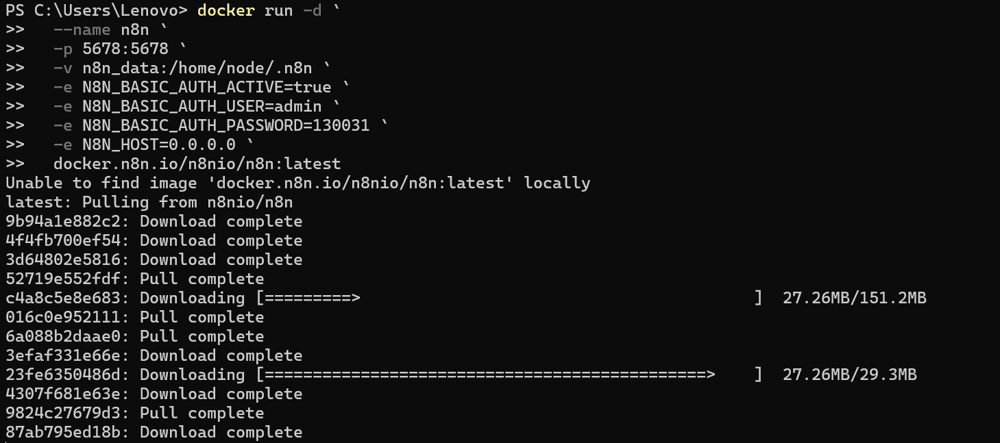 PS C:\Users\Lenovo> docker run -d `
>>   --name n8n `
>>   -p 5678:5678 `
>>   -v n8n_data:/home/node/.n8n `
>>   -e N8N_BASIC_AUTH_ACTIVE=true `
>>   -e N8N_BASIC_AUTH_USER=admin `
>>   -e N8N_BASIC_AUTH_PASSWORD=130031 `
>>   -e N8N_HOST=0.0.0.0 `
>>   docker.n8n.io/n8nio/n8n:latest
Unable to find image 'docker.n8n.io/n8nio/n8n:latest' locally
latest: Pulling from n8nio/n8n
9b94a1e882c2: Download complete
4f4fb700ef54: Download complete
3d64802e5816: Download complete
52719e552fdf: Pull complete
c4a8c5e8e683: Downloading [=========>                                         ]  27.26MB/151.2MB
016c0e952111: Pull complete
6a088b2daae0: Pull complete
3efaf331e66e: Download complete
23fe6350486d: Downloading [==============================================>    ]  27.26MB/29.3MB
4307f681e63e: Download complete
9824c27679d3: Pull complete
87ab795ed18b: Download complete